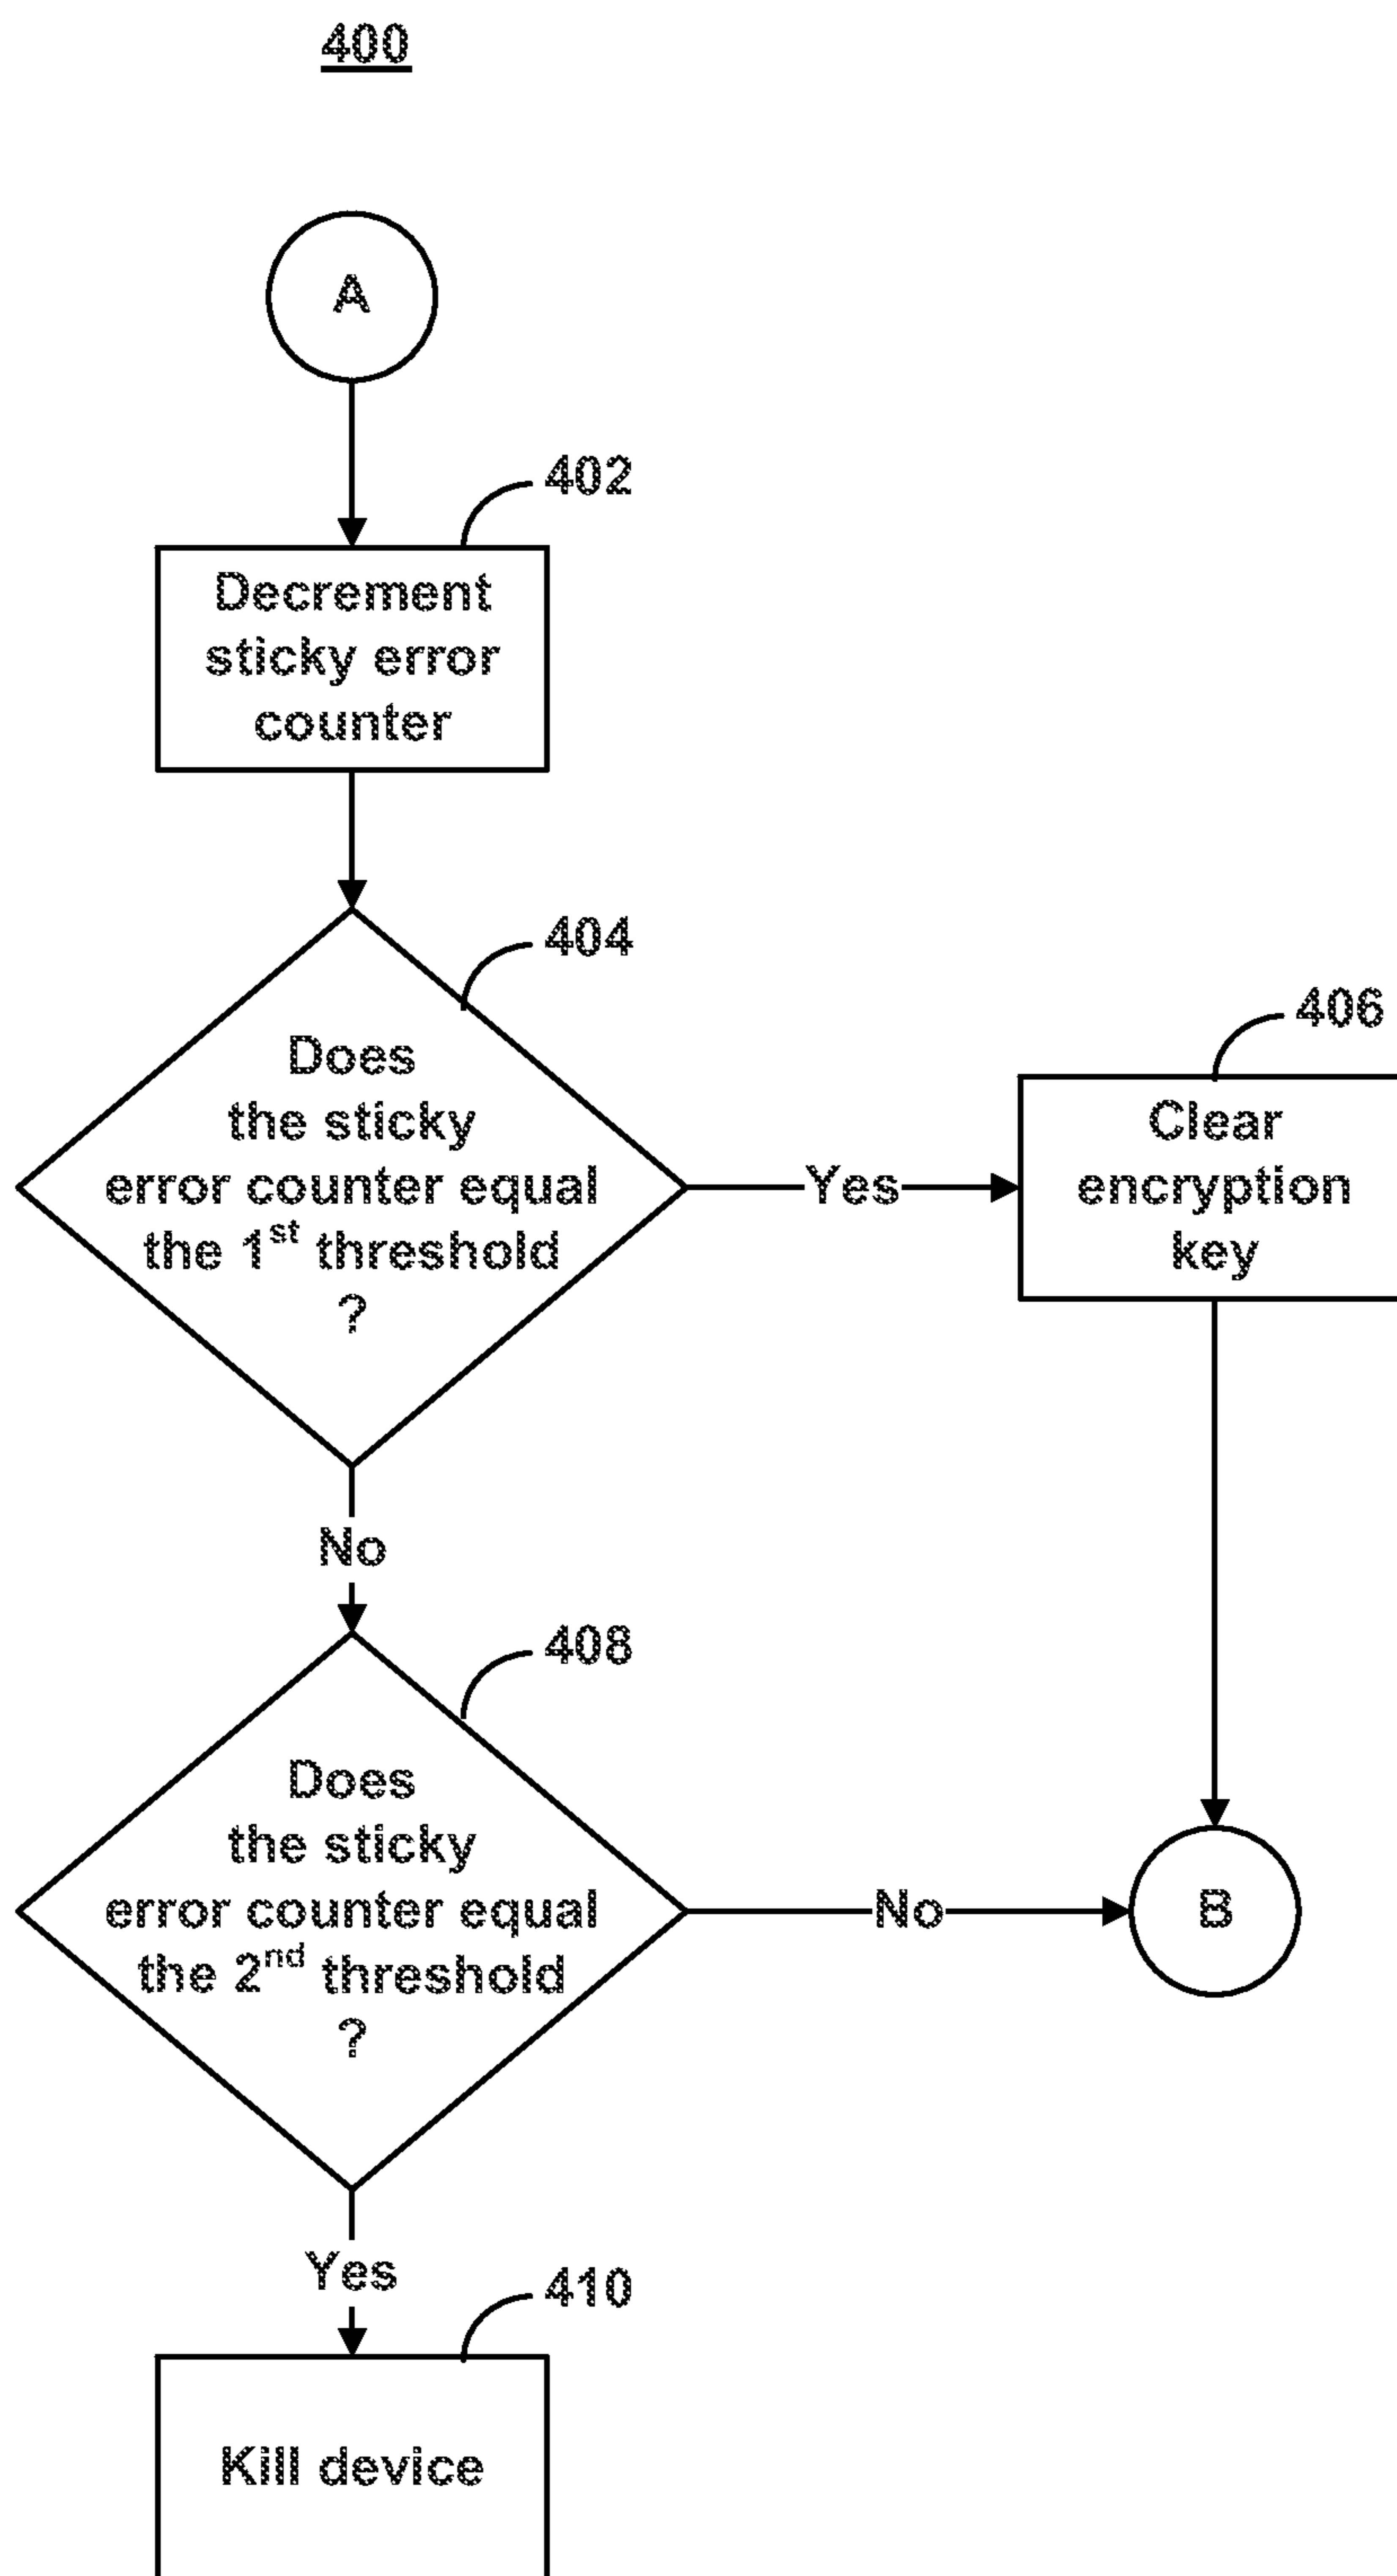 400
A
402
Decrement
sticky error
counter
404
Does
the sticky
error counter equal
the 1st threshold
?
Yes
406
Clear
encryption
key
No
408
Does
the sticky
error counter equal
the 2nd threshold
?
No
B
Yes
410
Kill device